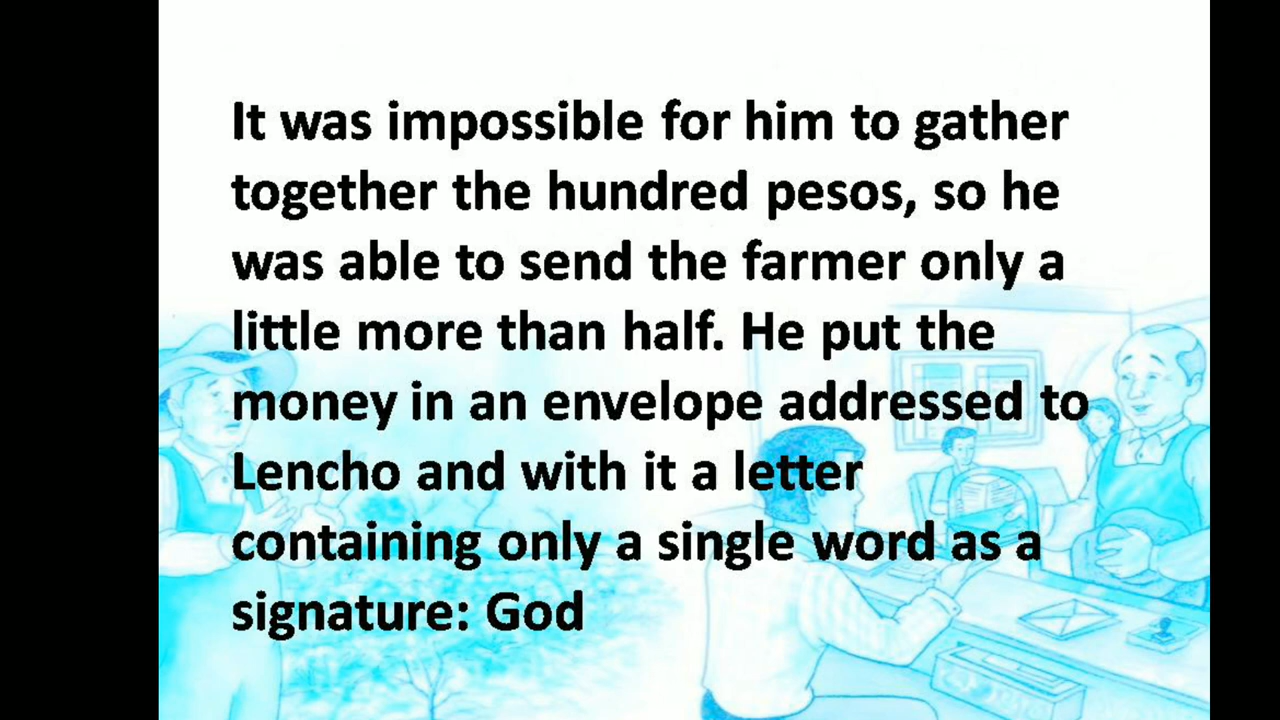 It was impossible for him to gather
together the hundred pesos, so he
was able to send the farmer only a
little more than half. He put the
money in an envelope addressed to
Lencho and with it a letter
containing only a single word as a
signature: God